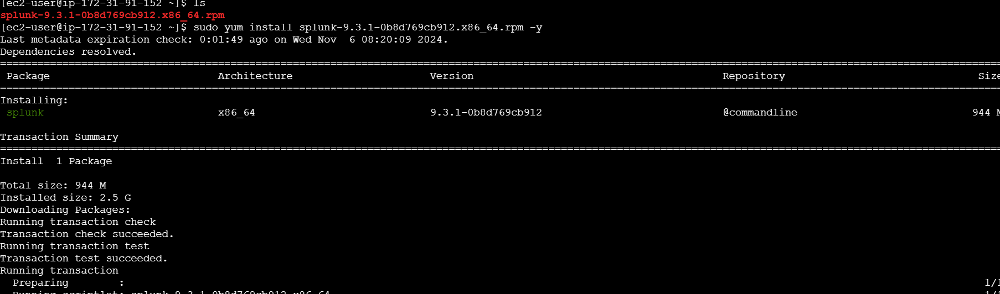 [ec2-user@ip-172-31-91-152 ~]$ ls
splunk-9.3.1-0b8d769cb912.x86_64.rpm
[ec2-user@ip-172-31-91-152 ~]$ sudo yum install splunk-9.3.1-0b8d769cb912.x86_64.rpm -y
Last metadata expiration check: 0:01:49 ago on Wed Nov  6 08:20:09 2024.
Dependencies resolved.
Package Architecture Version Repository Size
Installing:
splunk x86_64 9.3.1-0b8d769cb912 @commandline 944 M
Transaction Summary
Install  1 Package
Total size: 944 M
Installed size: 2.5 G
Downloading Packages:
Running transaction check
Transaction check succeeded.
Running transaction test
Transaction test succeeded.
Running transaction
Preparing        : 1/1
Running scriptlet: splunk-9.3.1-0b8d769cb912.x86_64 1/1